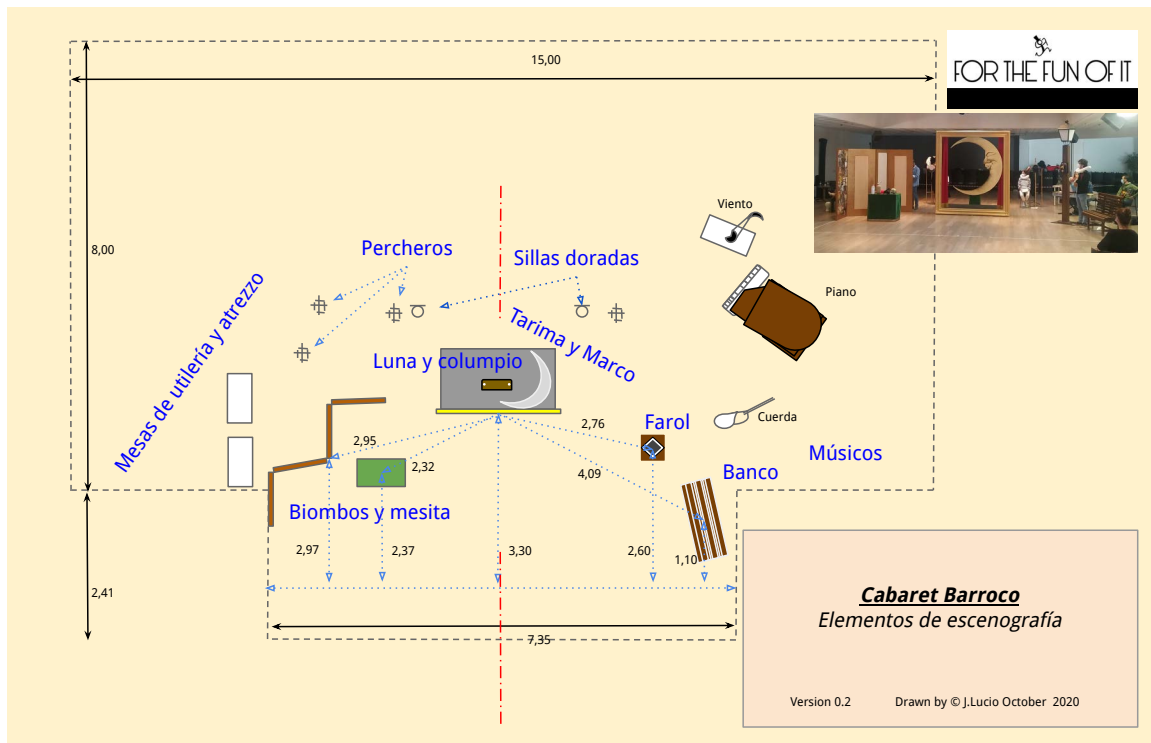 15,00
FOR THE FUN OF IT
Viento
Percheros
Sillas doradas
8,00
Piano
Mesas de utilería y atrezzo
Tarima y Marco
Luna y columpio
Farol
Cuerda
2,76
2,95
2,32
4,09
Músicos
Banco
Biombos y mesita
2,97
2,37
3,30
2,60
1,10
2,41
7,35
Cabaret Barroco
Elementos de escenografía
Version 0.2
Drawn by © J.Lucio October 2020